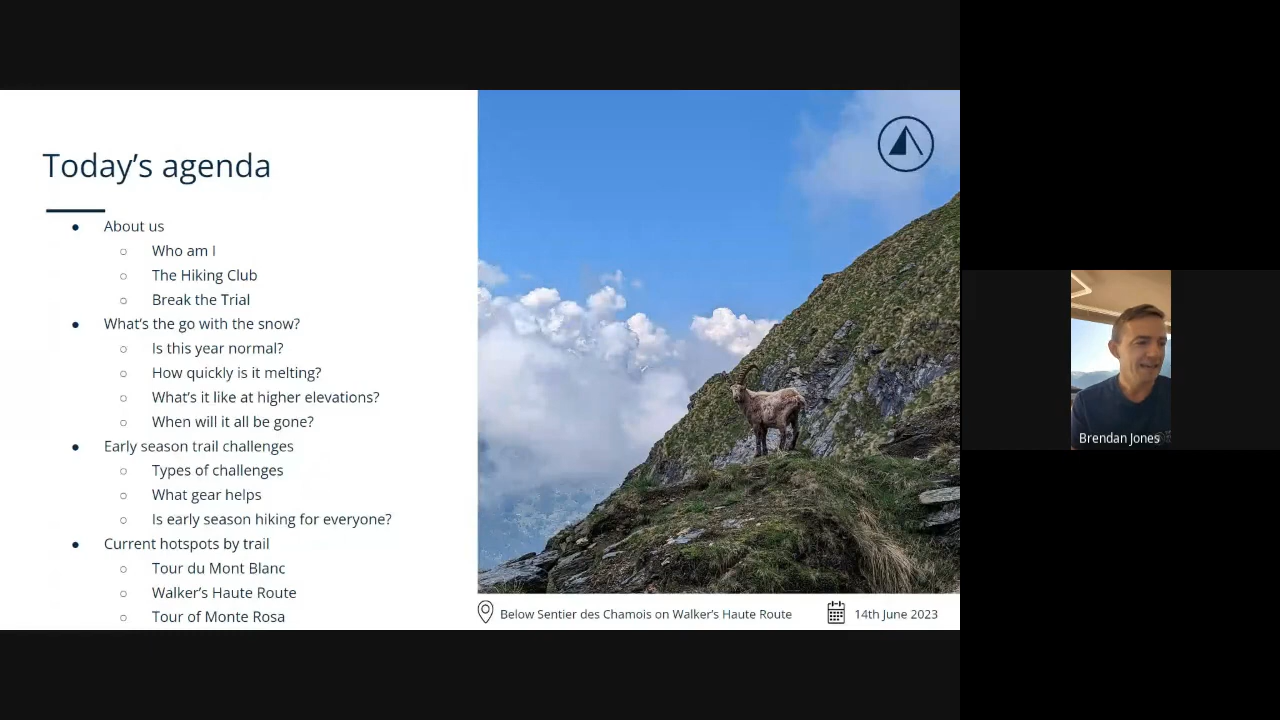 Today's agenda
● About us
○ Who am I
○ The Hiking Club
○ Break the Trial
● What's the go with the snow?
○ Is this year normal?
○ How quickly is it melting?
○ What's it like at higher elevations?
○ When will it all be gone?
● Early season trail challenges
○ Types of challenges
○ What gear helps
○ Is early season hiking for everyone?
● Current hotspots by trail
○ Tour du Mont Blanc
○ Walker's Haute Route
○ Tour of Monte Rosa
Below Sentier des Chamois on Walker's Haute Route
14th June 2023
Brendan Jones